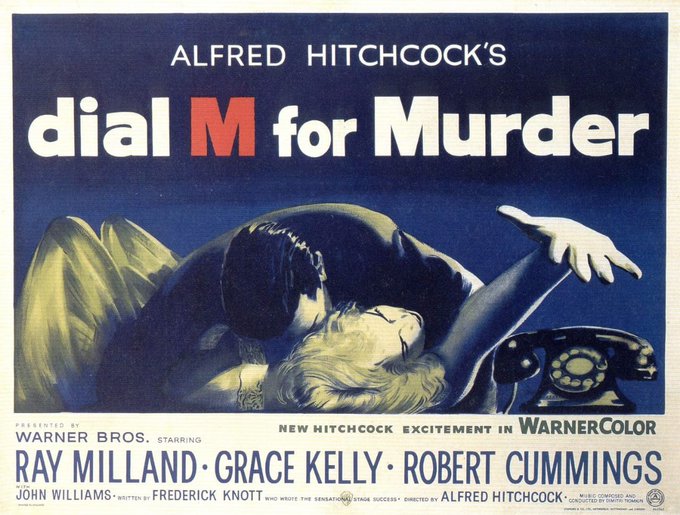 ALFRED HITCHCOCK'S
dial M for Murder
NEW HITCHCOCK EXCITEMENT IN WARNERCOLOR
PRESENTED BY
WARNER BROS. STARRING
RAY MILLAND · GRACE KELLY · ROBERT CUMMINGS
WITH
JOHN WILLIAMS · WRITTEN BY FREDERICK KNOTT WHO WROTE THE SENSATIONAL STAGE SUCCESS · DIRECTED BY ALFRED HITCHCOCK · MUSIC COMPOSED AND CONDUCTED BY DIMITRI TIOMKIN